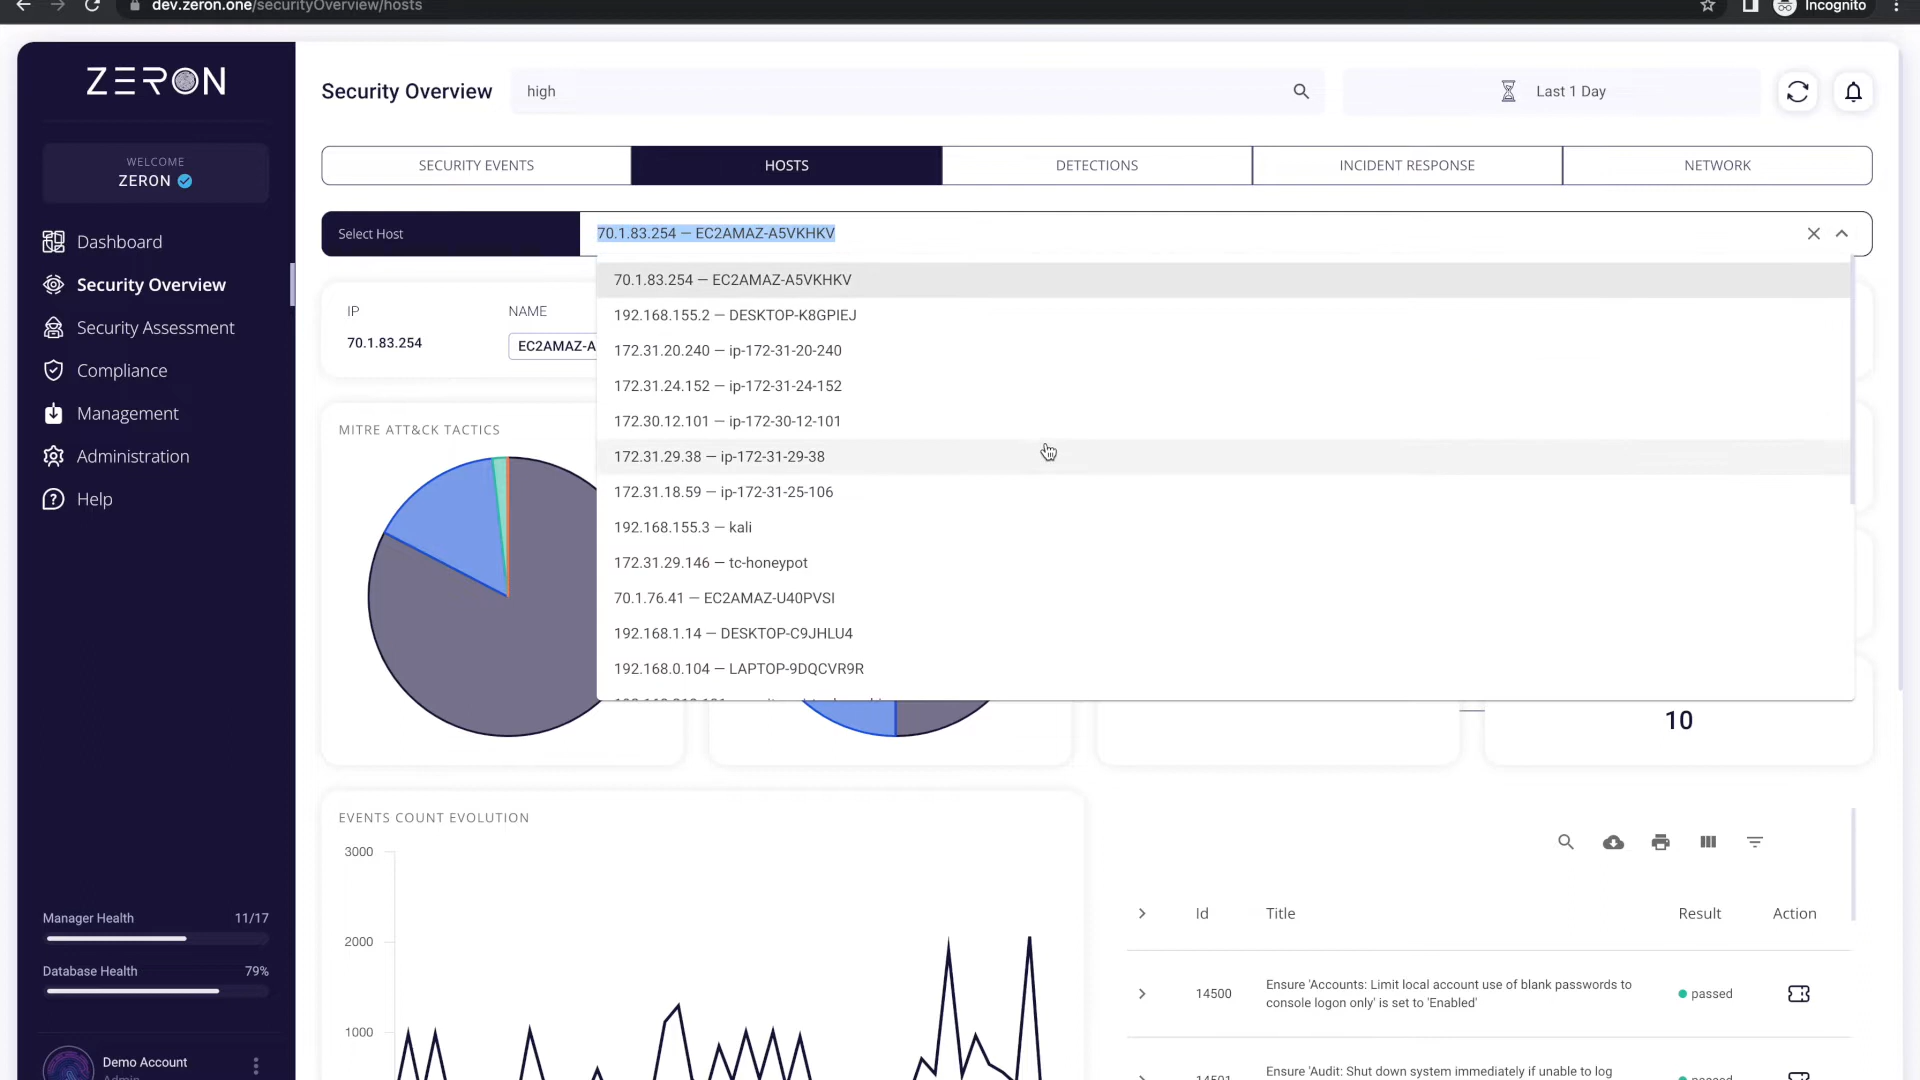 dev.zeron.one/securityOverview/hosts
Incognito
ZERON
WELCOME
ZERON
Dashboard
Security Overview
Security Assessment
Compliance
Management
Administration
Help
Manager Health 11/17
Database Health 79%
Demo Account
Admin
Security Overview
high
Last 1 Day
SECURITY EVENTS
HOSTS
DETECTIONS
INCIDENT RESPONSE
NETWORK
Select Host
70.1.83.254 — EC2AMAZ-A5VKHKV
70.1.83.254 — EC2AMAZ-A5VKHKV
192.168.155.2 — DESKTOP-K8GPIEJ
172.31.20.240 — ip-172-31-20-240
172.31.24.152 — ip-172-31-24-152
172.30.12.101 — ip-172-30-12-101
172.31.29.38 — ip-172-31-29-38
172.31.18.59 — ip-172-31-25-106
192.168.155.3 — kali
172.31.29.146 — tc-honeypot
70.1.76.41 — EC2AMAZ-U40PVSI
192.168.1.14 — DESKTOP-C9JHLU4
192.168.0.104 — LAPTOP-9DQCVR9R
IP
70.1.83.254
NAME
EC2AMAZ-A
MITRE ATT&CK TACTICS
10
EVENTS COUNT EVOLUTION
3000
2000
1000
Id Title Result Action
14500
Ensure 'Accounts: Limit local account use of blank passwords to
console logon only' is set to 'Enabled'
passed
14501
Ensure 'Audit: Shut down system immediately if unable to log
passed